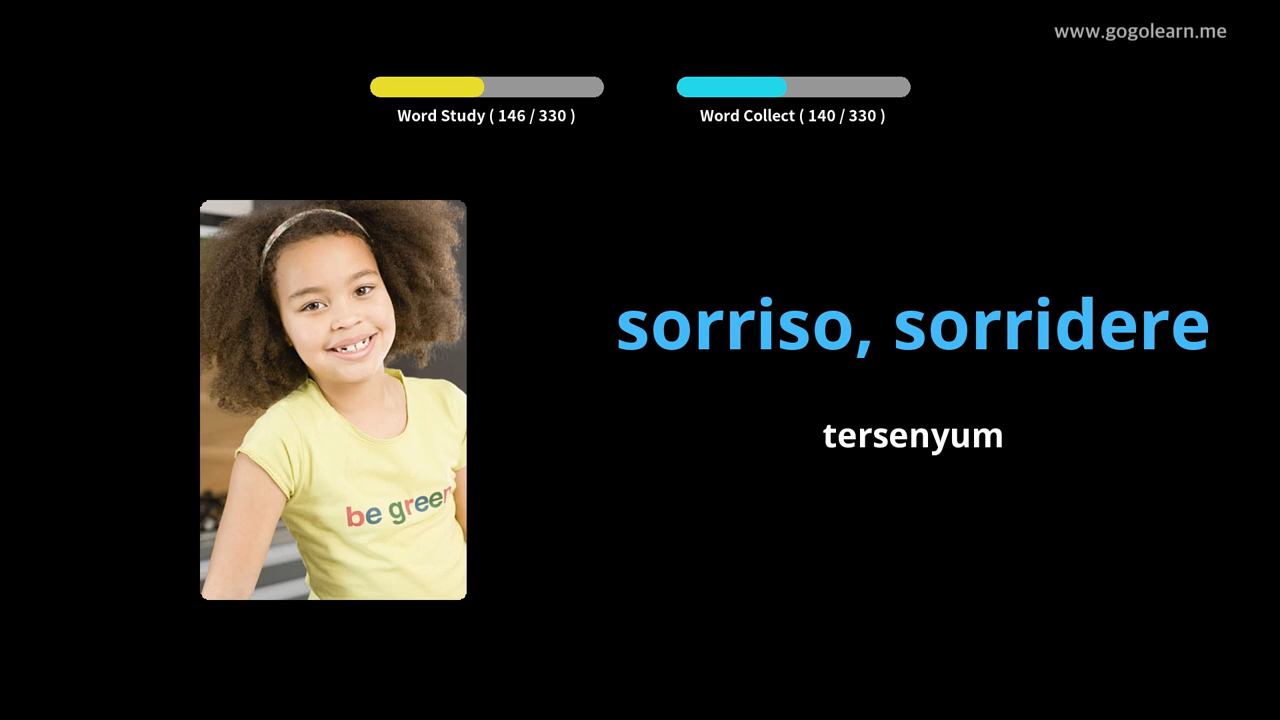 www.gogolearn.me
Word Study ( 146 / 330 )
Word Collect ( 140 / 330 )
sorriso, sorridere
tersenyum
be green